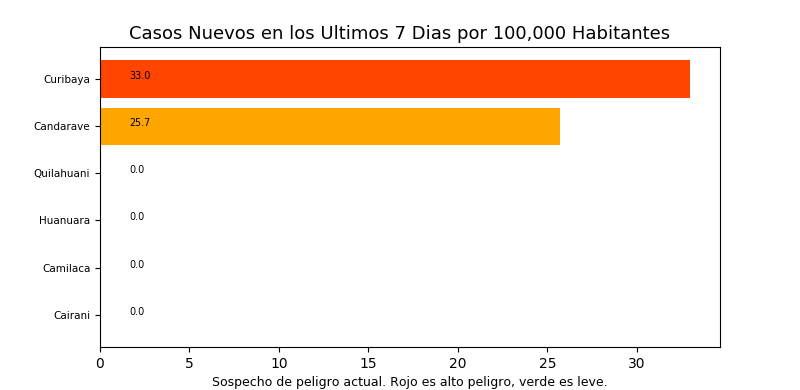 Casos Nuevos en los Ultimos 7 Dias por 100,000 Habitantes
Curibaya 33.0
Candarave 25.7
Quilahuani 0.0
Huanuara 0.0
Camilaca 0.0
Cairani 0.0
0 5 10 15 20 25 30
Sospecho de peligro actual. Rojo es alto peligro, verde es leve.